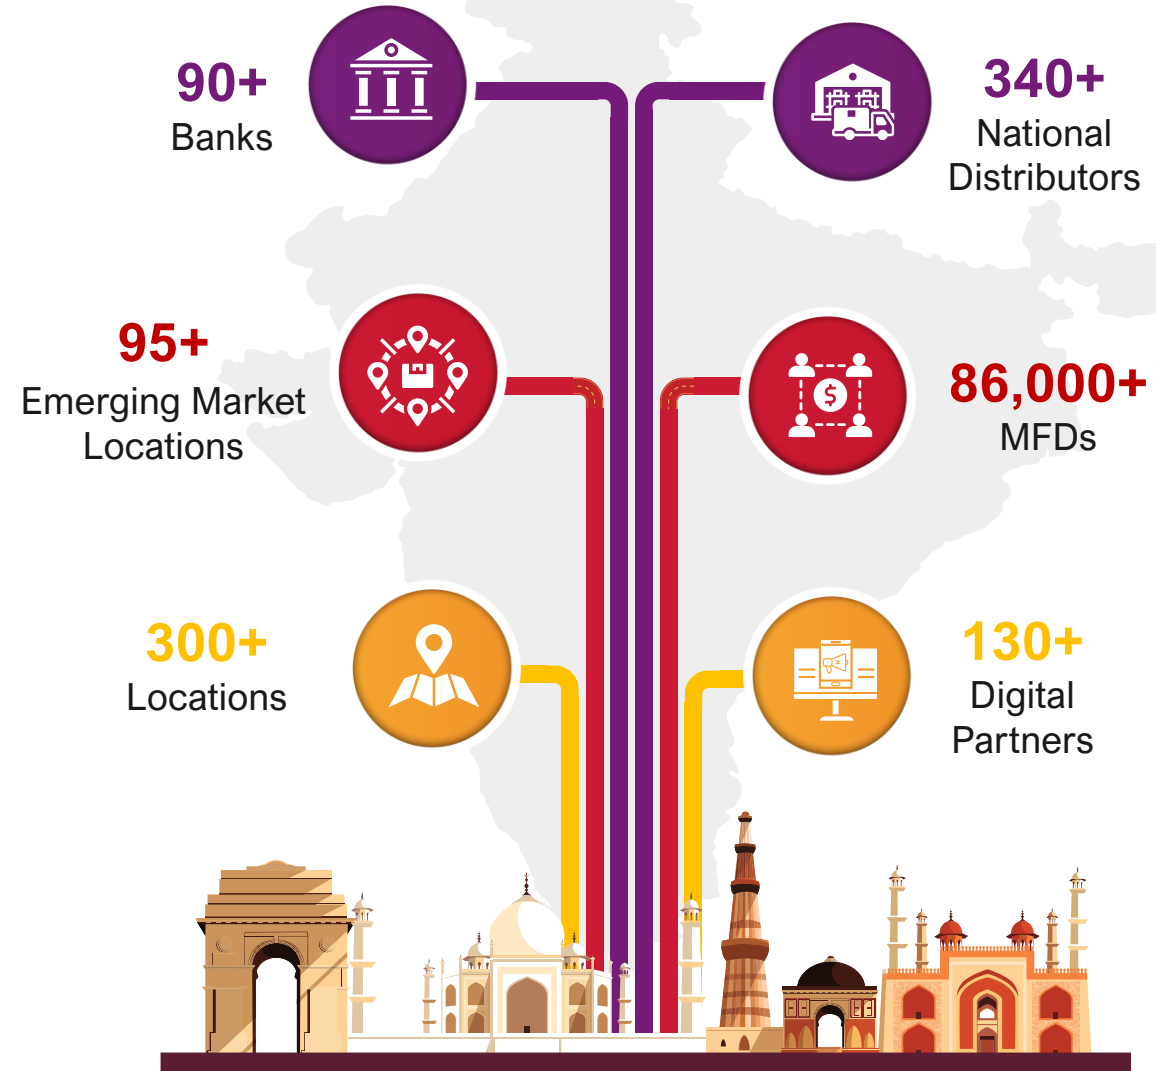 90+
Banks
340+
National
Distributors
95+
Emerging Market
Locations
$
86,000+
MFDs
300+
Locations
130+
Digital
Partners